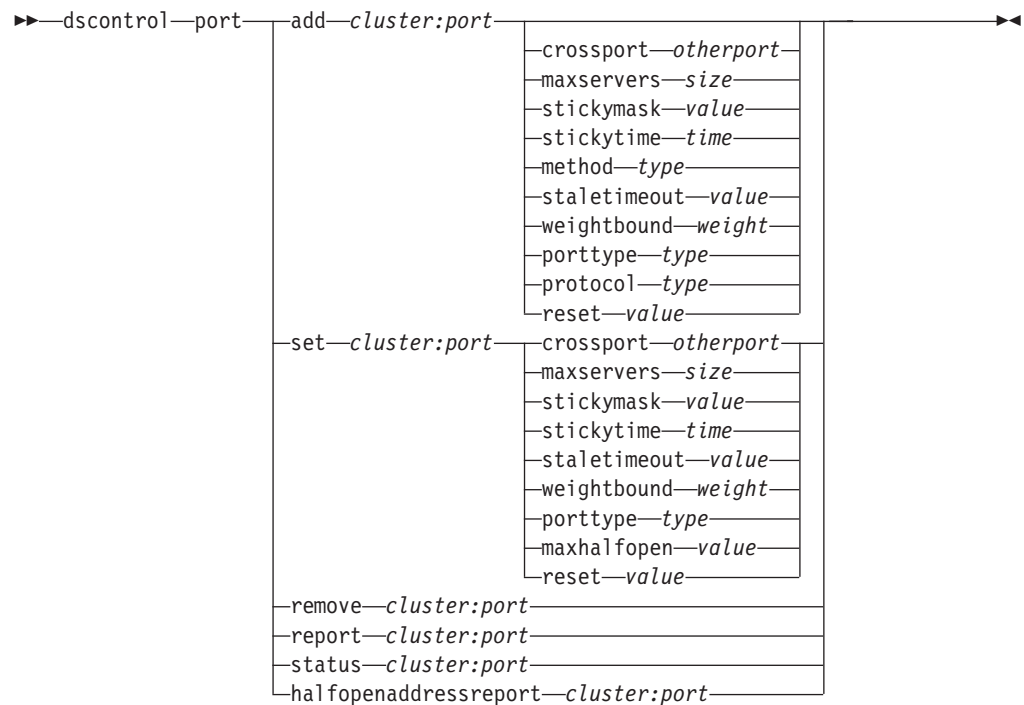 dscontrol port add cluster:port
crossport otherport
maxservers size
stickymask value
stickytime time
method type
staletimeout value
weightbound weight
porttype type
protocol type
reset value
set cluster:port crossport otherport
maxservers size
stickymask value
stickytime time
staletimeout value
weightbound weight
porttype type
maxhalfopen value
reset value
remove cluster:port
report cluster:port
status cluster:port
halfopenaddressreport cluster:port